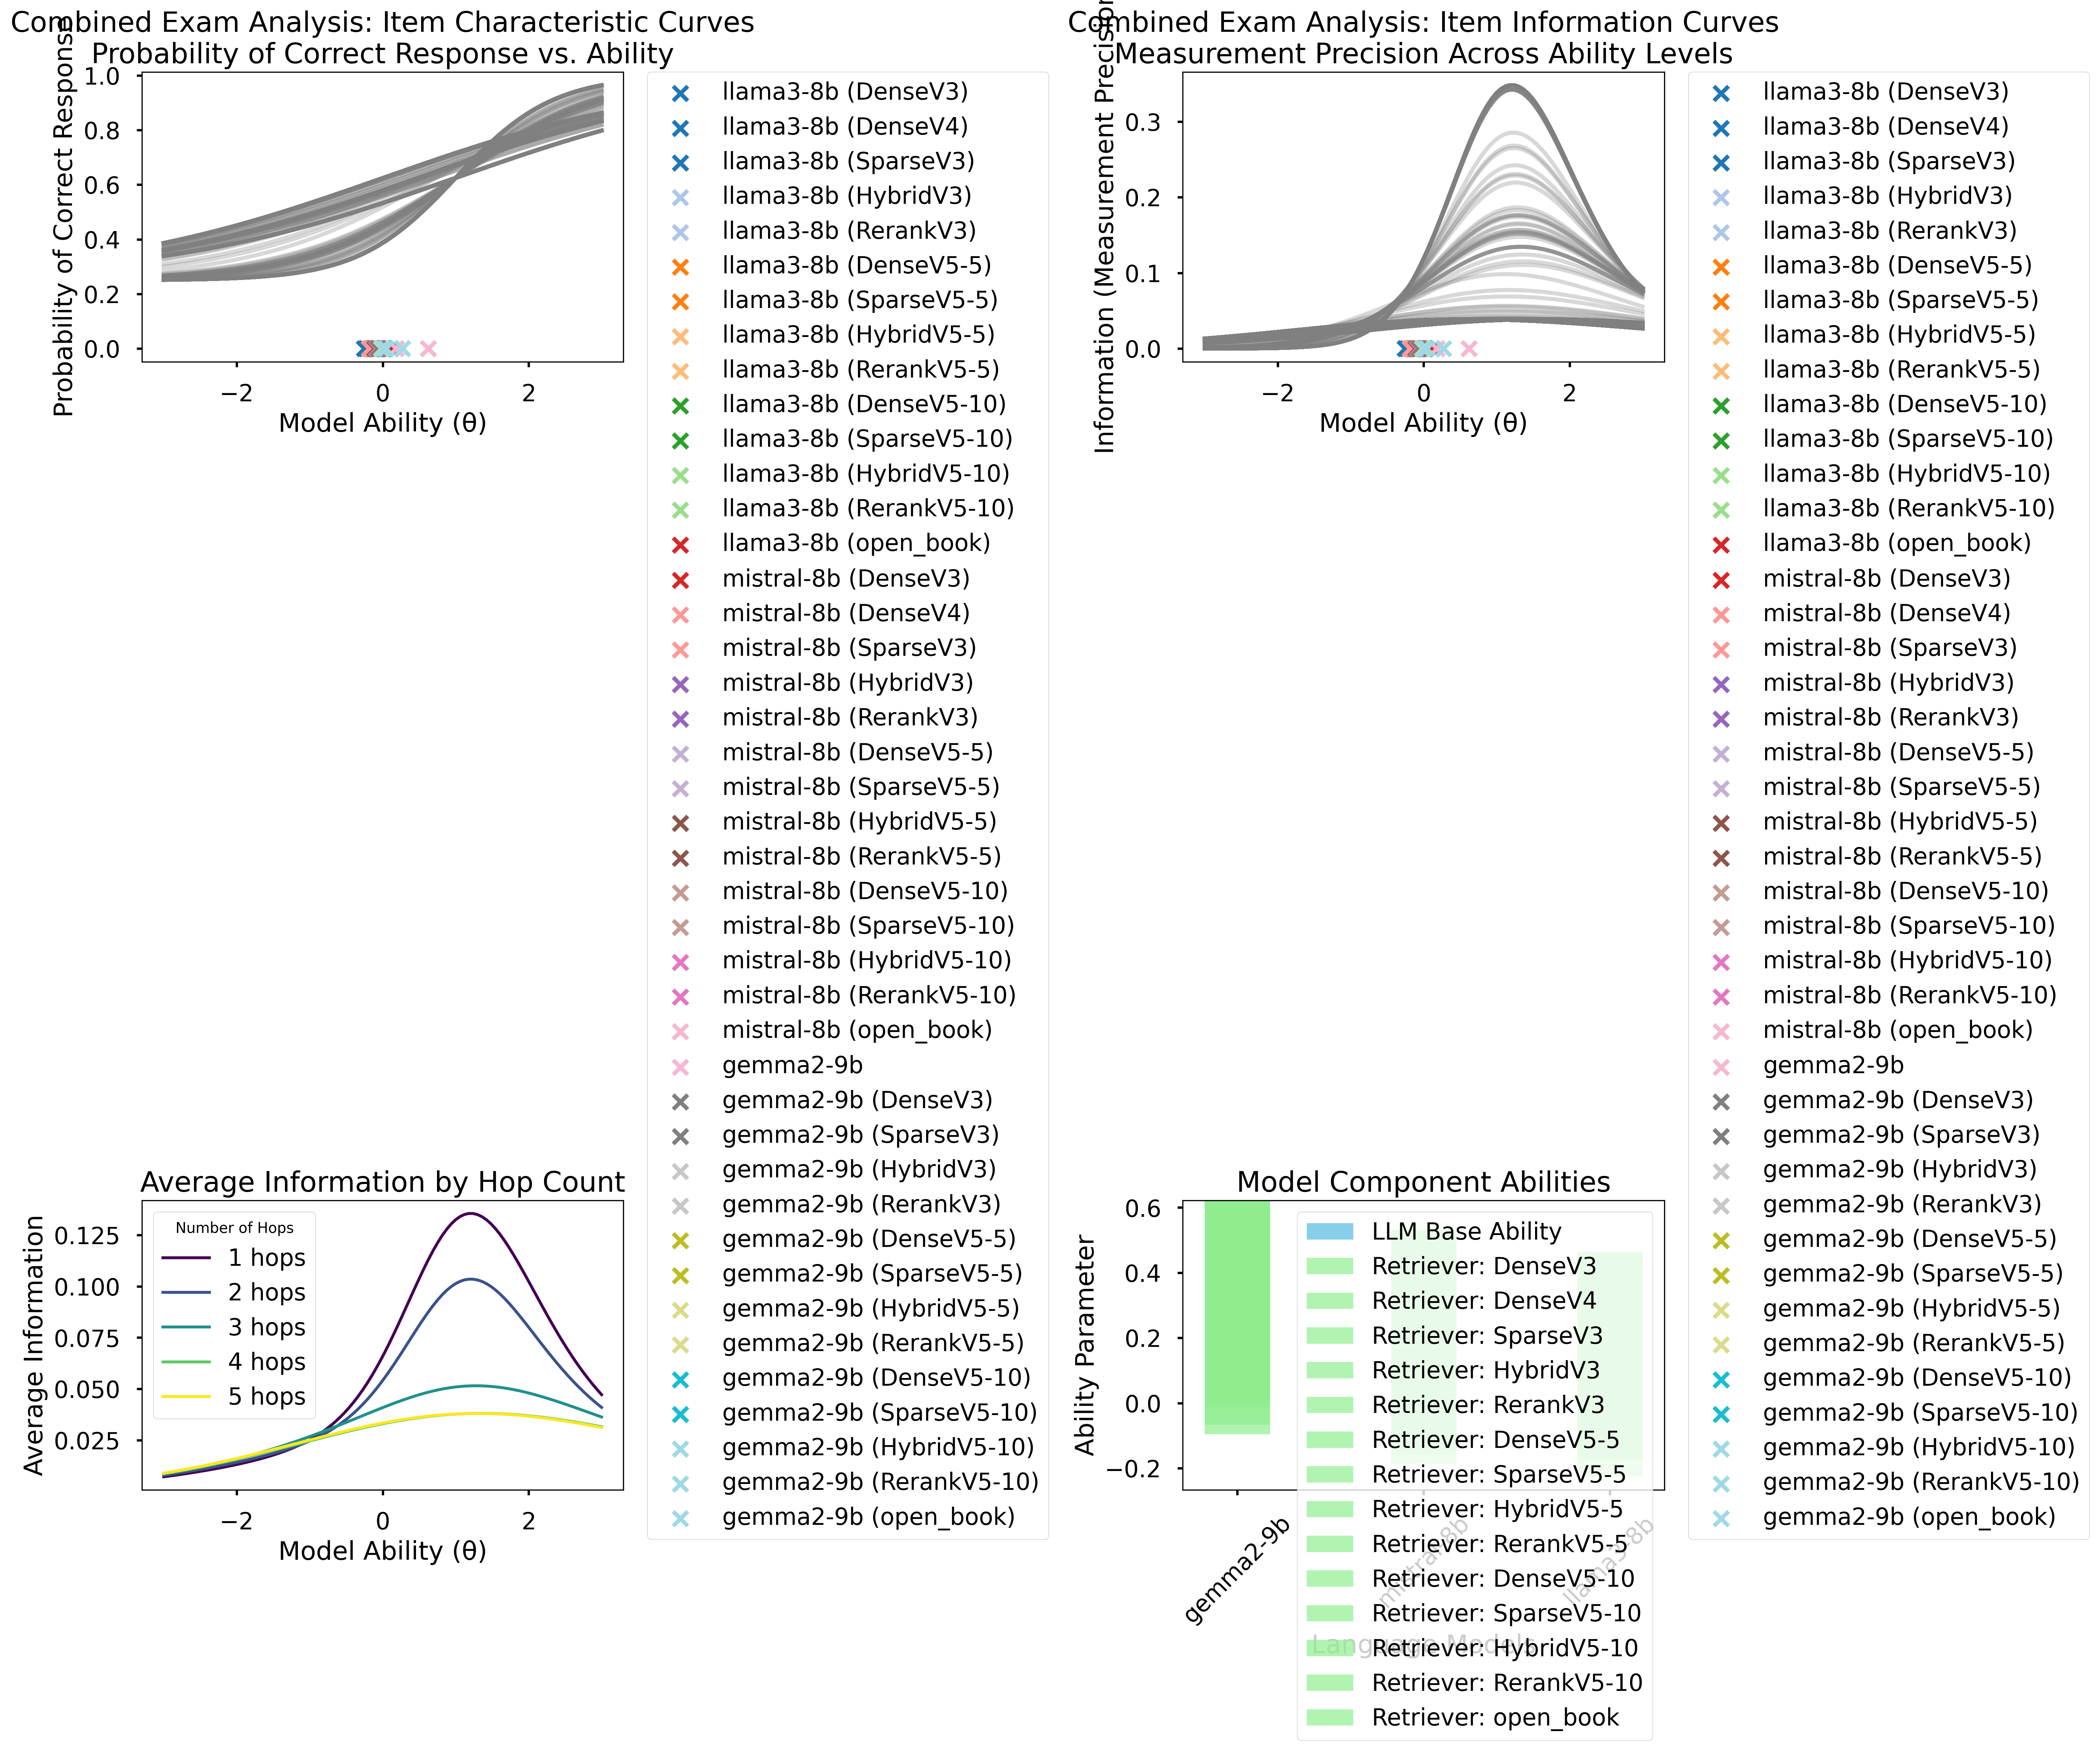 Combined Exam Analysis: Item Characteristic Curves
Probability of Correct Response vs. Ability
Probability of Correct Response
1.0
0.8
0.6
0.4
0.2
0.0
−2
0
2
Model Ability (θ)
llama3-8b (DenseV3)
llama3-8b (DenseV4)
llama3-8b (SparseV3)
llama3-8b (HybridV3)
llama3-8b (RerankV3)
llama3-8b (DenseV5-5)
llama3-8b (SparseV5-5)
llama3-8b (HybridV5-5)
llama3-8b (RerankV5-5)
llama3-8b (DenseV5-10)
llama3-8b (SparseV5-10)
llama3-8b (HybridV5-10)
llama3-8b (RerankV5-10)
llama3-8b (open_book)
mistral-8b (DenseV3)
mistral-8b (DenseV4)
mistral-8b (SparseV3)
mistral-8b (HybridV3)
mistral-8b (RerankV3)
mistral-8b (DenseV5-5)
mistral-8b (SparseV5-5)
mistral-8b (HybridV5-5)
mistral-8b (RerankV5-5)
mistral-8b (DenseV5-10)
mistral-8b (SparseV5-10)
mistral-8b (HybridV5-10)
mistral-8b (RerankV5-10)
mistral-8b (open_book)
gemma2-9b
gemma2-9b (DenseV3)
gemma2-9b (SparseV3)
gemma2-9b (HybridV3)
gemma2-9b (RerankV3)
gemma2-9b (DenseV5-5)
gemma2-9b (SparseV5-5)
gemma2-9b (HybridV5-5)
gemma2-9b (RerankV5-5)
gemma2-9b (DenseV5-10)
gemma2-9b (SparseV5-10)
gemma2-9b (HybridV5-10)
gemma2-9b (RerankV5-10)
gemma2-9b (open_book)
Combined Exam Analysis: Item Information Curves
Measurement Precision Across Ability Levels
Information (Measurement Precision
0.3
0.2
0.1
0.0
−2
0
2
Model Ability (θ)
llama3-8b (DenseV3)
llama3-8b (DenseV4)
llama3-8b (SparseV3)
llama3-8b (HybridV3)
llama3-8b (RerankV3)
llama3-8b (DenseV5-5)
llama3-8b (SparseV5-5)
llama3-8b (HybridV5-5)
llama3-8b (RerankV5-5)
llama3-8b (DenseV5-10)
llama3-8b (SparseV5-10)
llama3-8b (HybridV5-10)
llama3-8b (RerankV5-10)
llama3-8b (open_book)
mistral-8b (DenseV3)
mistral-8b (DenseV4)
mistral-8b (SparseV3)
mistral-8b (HybridV3)
mistral-8b (RerankV3)
mistral-8b (DenseV5-5)
mistral-8b (SparseV5-5)
mistral-8b (HybridV5-5)
mistral-8b (RerankV5-5)
mistral-8b (DenseV5-10)
mistral-8b (SparseV5-10)
mistral-8b (HybridV5-10)
mistral-8b (RerankV5-10)
mistral-8b (open_book)
gemma2-9b
gemma2-9b (DenseV3)
gemma2-9b (SparseV3)
gemma2-9b (HybridV3)
gemma2-9b (RerankV3)
gemma2-9b (DenseV5-5)
gemma2-9b (SparseV5-5)
gemma2-9b (HybridV5-5)
gemma2-9b (RerankV5-5)
gemma2-9b (DenseV5-10)
gemma2-9b (SparseV5-10)
gemma2-9b (HybridV5-10)
gemma2-9b (RerankV5-10)
gemma2-9b (open_book)
Average Information by Hop Count
Average Information
0.125
0.100
0.075
0.050
0.025
Number of Hops
1 hops
2 hops
3 hops
4 hops
5 hops
−2
0
2
Model Ability (θ)
Model Component Abilities
Ability Parameter
0.6
0.4
0.2
0.0
−0.2
LLM Base Ability
Retriever: DenseV3
Retriever: DenseV4
Retriever: SparseV3
Retriever: HybridV3
Retriever: RerankV3
Retriever: DenseV5-5
Retriever: SparseV5-5
Retriever: HybridV5-5
Retriever: RerankV5-5
Retriever: DenseV5-10
Retriever: SparseV5-10
Retriever: HybridV5-10
Retriever: RerankV5-10
Retriever: open_book
gemma2-9b
mistral-8b
llama3-8b
Language Models